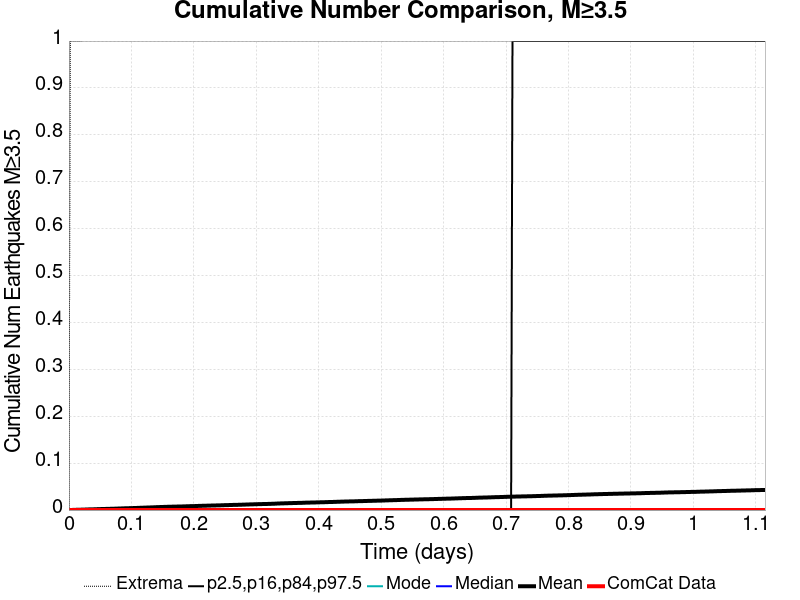 Cumulative Number Comparison, M≥3.5
Cumulative Num Earthquakes M≥3.5
1
0.9
0.8
0.7
0.6
0.5
0.4
0.3
0.2
0.1
0
0 0.1 0.2 0.3 0.4 0.5 0.6 0.7 0.8 0.9 1 1.1
Time (days)
Extrema p2.5,p16,p84,p97.5 Mode Median Mean ComCat Data